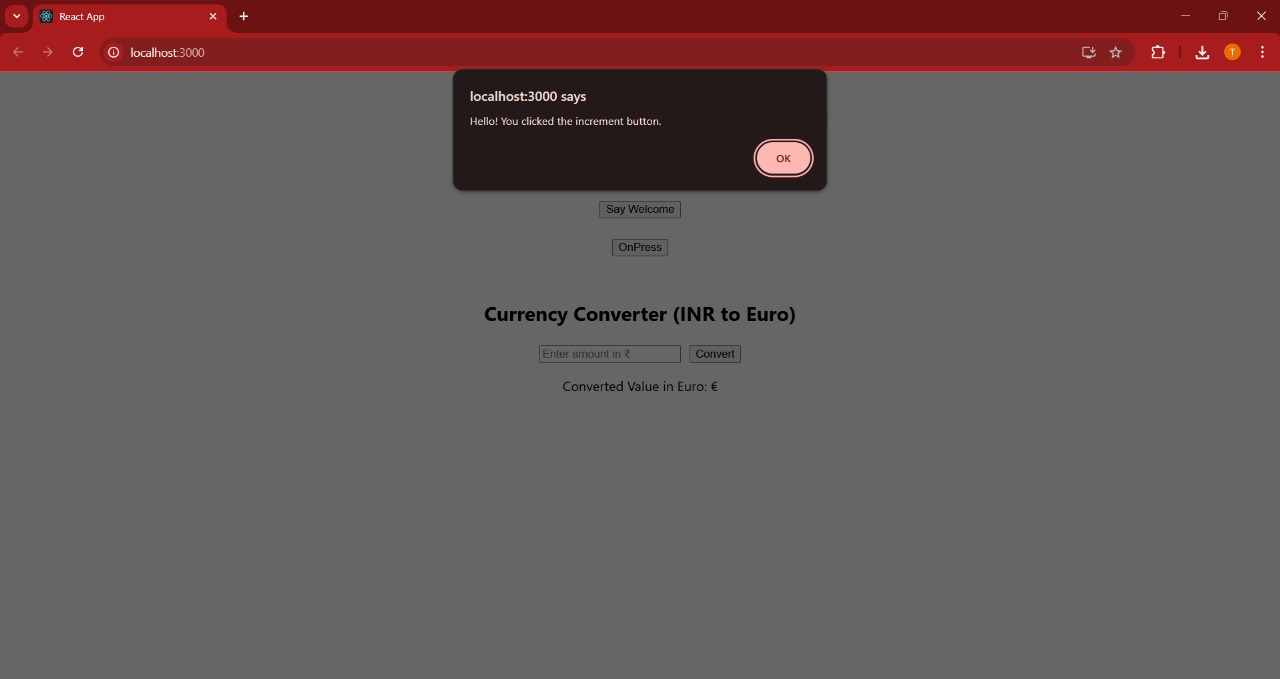 React App
localhost:3000
T
localhost:3000 says
Hello! You clicked the increment button.
OK
Say Welcome
OnPress
Currency Converter (INR to Euro)
Enter amount in ₹ Convert
Converted Value in Euro: €